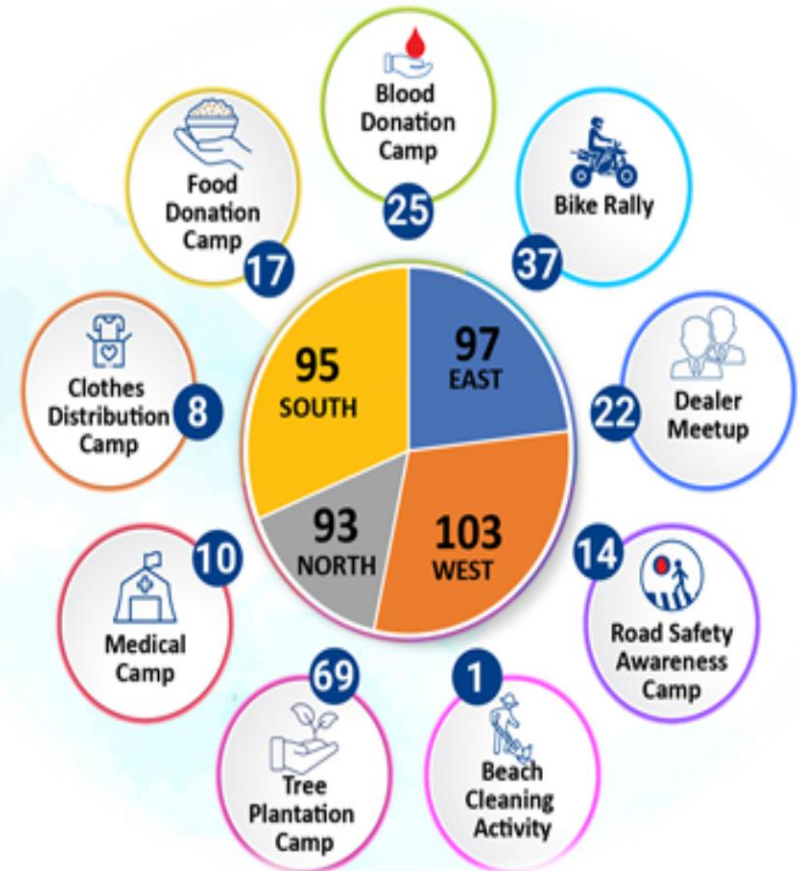 Blood
Donation
Camp
25
Bike Rally
37
Dealer
Meetup
22
Road Safety
Awareness
Camp
14
Beach
Cleaning
Activity
1
Tree
Plantation
Camp
69
Medical
Camp
10
Clothes
Distribution
Camp
8
Food
Donation
Camp
17
95
SOUTH
97
EAST
93
NORTH
103
WEST